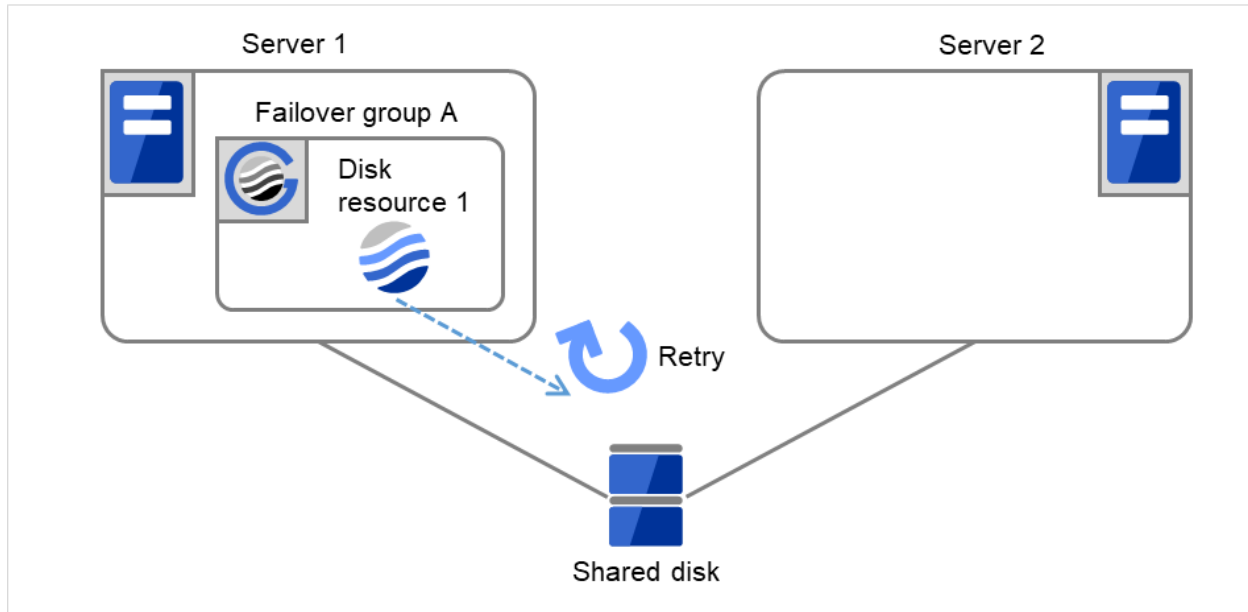 Server 1
Server 2
Failover group A
Disk
resource 1
Retry
Shared disk